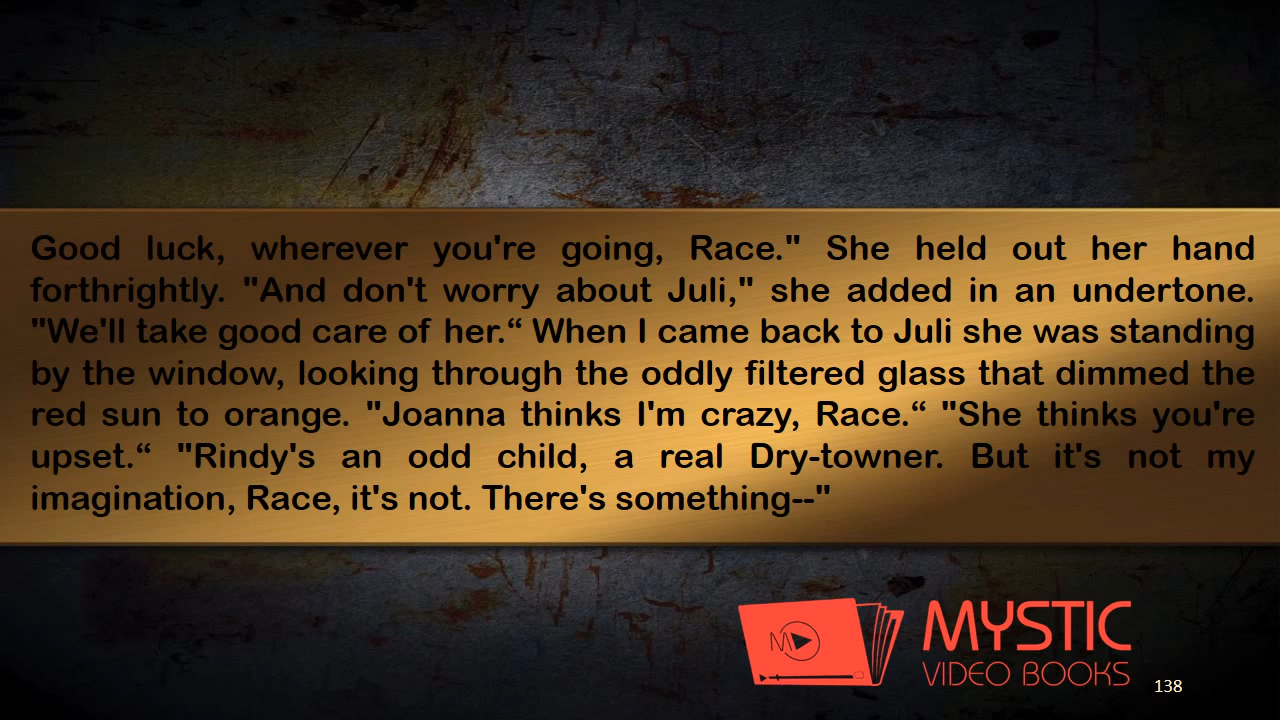 Good luck, wherever you're going, Race." She held out her hand
forthrightly. "And don't worry about Juli," she added in an undertone.
"We'll take good care of her.“ When I came back to Juli she was standing
by the window, looking through the oddly filtered glass that dimmed the
red sun to orange. "Joanna thinks I'm crazy, Race.“ "She thinks you're
upset.“ "Rindy's an odd child, a real Dry-towner. But it's not my
imagination, Race, it's not. There's something--"
MYSTIC
VIDEO BOOKS
138